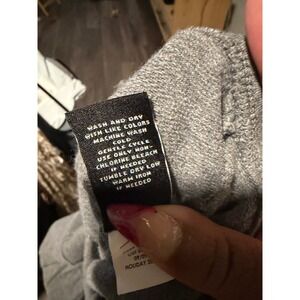 WASH AND DRY
WITH LIKE COLORS
MACHINE WASH
COLD
GENTLE CYCLE
USE ONLY NON-
CHLORINE BLEACH
IF NEEDED
TUMBLE DRY LOW
WARM IRON
IF NEEDED
HOLIDAY